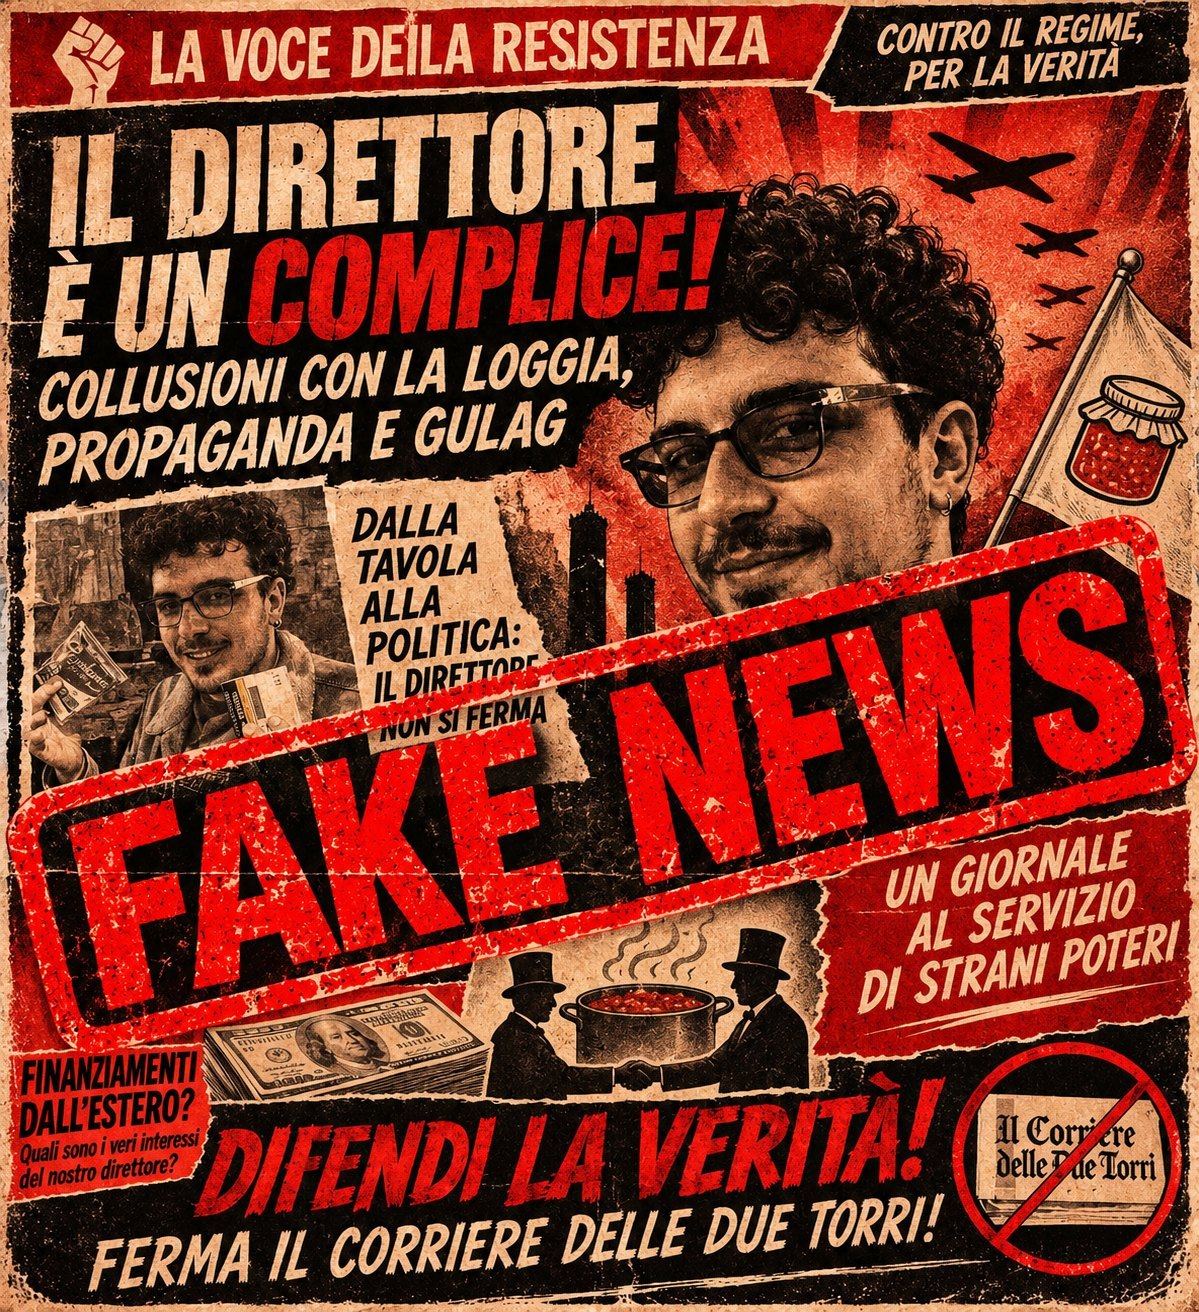 LA VOCE DEILA RESISTENZA
CONTRO IL REGIME,
PER LA VERITÀ
IL DIRETTORE
È UN COMPLICE!
COLLUSIONI CON LA LOGGIA,
PROPAGANDA E GULAG
DALLA
TAVOLA
ALLA
POLITICA:
IL DIRETTORE
NON SI FERMA
FAKE NEWS
UN GIORNALE
AL SERVIZIO
DI STRANI POTERI
FINANZIAMENTI
DALL'ESTERO?
Quali sono i veri interessi
del nostro direttore?
DIFENDI LA VERITÀ!
FERMA IL CORRIERE DELLE DUE TORRI!
Il Corriere
delle Due Torri